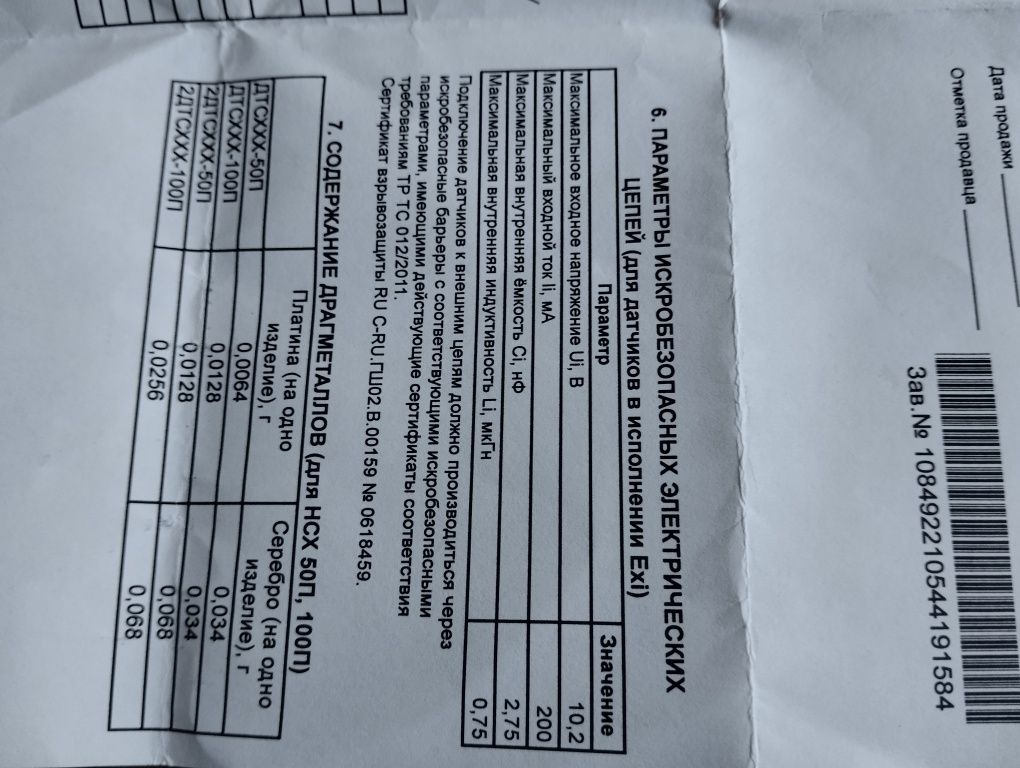 Дата продажи
Отметка продавца
Зав.№ 10849221054419158​4
6. ПАРАМЕТРЫ ИСКРОБЕЗОПАСНЫХ ЭЛЕКТРИЧЕСКИХ
ЦЕПЕЙ (для датчиков в исполнении Exi)
Параметр Значение
Максимальное входное напряжение Ui, В 10,2
Максимальный входной ток Ii, мА 200
Максимальная внутренняя ёмкость Ci, нФ 2,75
Максимальная внутренняя индуктивность Li, мкГн 0,75
Подключение датчиков к внешним цепям должно производиться через
искробезопасные барьеры с соответствующими искробезопасными
параметрами, имеющими действующие сертификаты соответствия
требованиям ТР ТС 012/2011.
Сертификат взрывозащиты RU C-RU.ГШ02.В.00159 № 0618459.
7. СОДЕРЖАНИЕ ДРАГМЕТАЛЛОВ (для НСХ 50П, 100П)
Платина (на одно изделие), г Серебро (на одно изделие), г
ДТСХХХ-50П 0,0064 0,034
ДТСХХХ-100П 0,0128 0,034
2ДТСХХХ-50П 0,0128 0,068
2ДТСХХХ-100П 0,0256 0,068